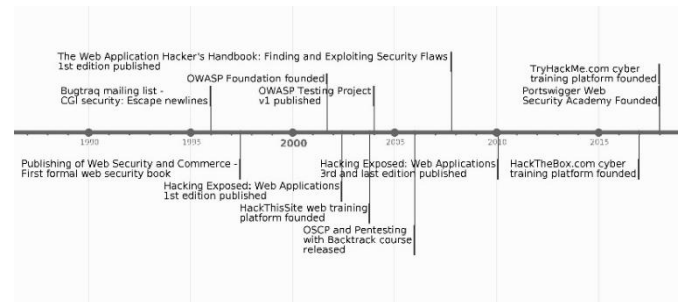 The Web Application Hacker's Handbook: Finding and Exploiting Security Flaws
1st edition published
OWASP Foundation founded
TryHackMe.com cyber
training platform founded
Bugtraq mailing list -
CGI security: Escape newlines
OWASP Testing Project
v1 published
Portswigger Web
Security Academy Founded
1990
1995
2000
2005
2010
2015
Publishing of Web Security and Commerce -
First formal web security book
Hacking Exposed: Web Applications
3rd and last edition published
HackTheBox.com cyber
training platform founded
Hacking Exposed: Web Applications
1st edition published
HackThisSite web training
platform founded
OSCP and Pentesting
with Backtrack course
released